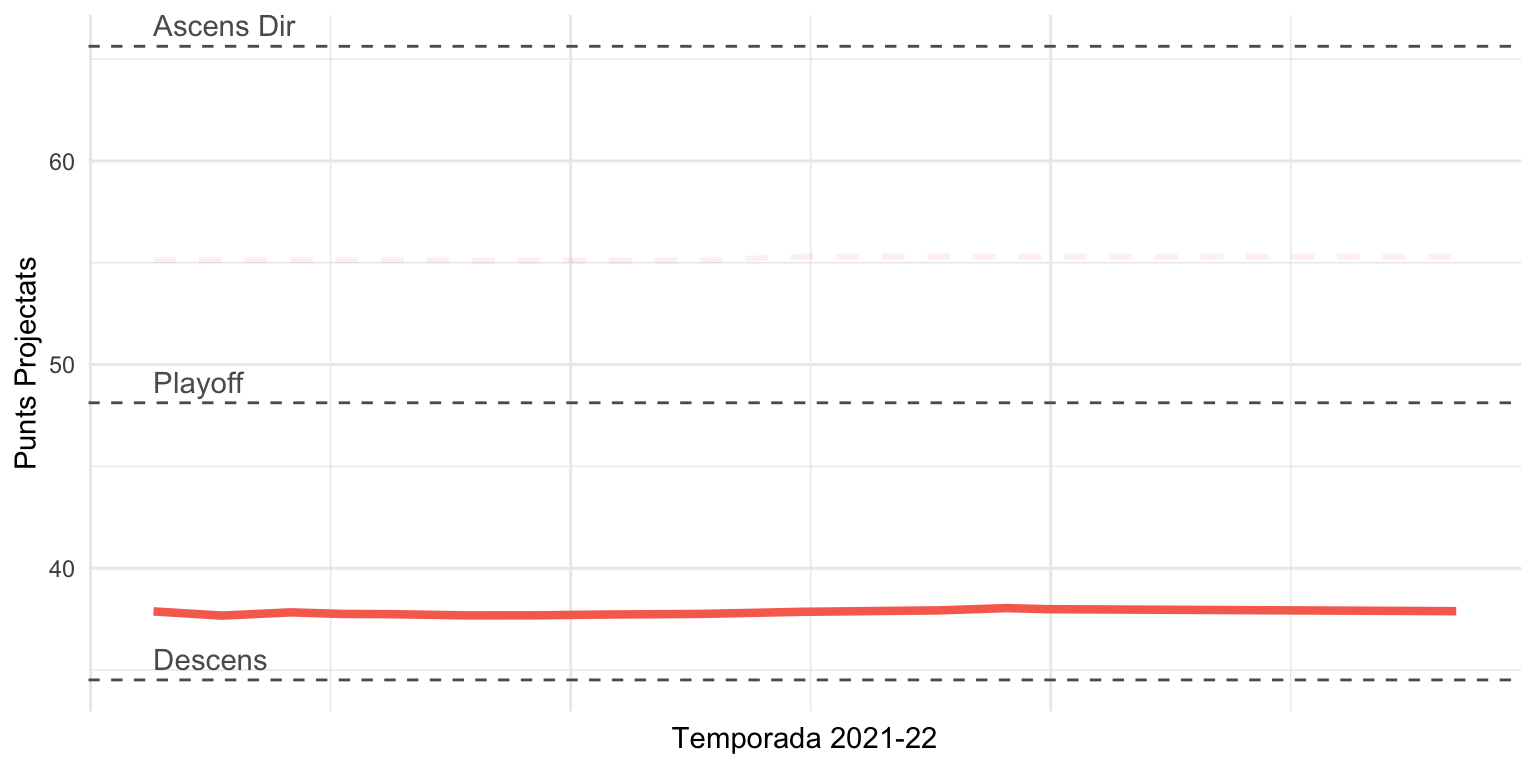 Ascens Dir
60
50
Playoff
40
Descens
Punts Projectats
Temporada 2021-22